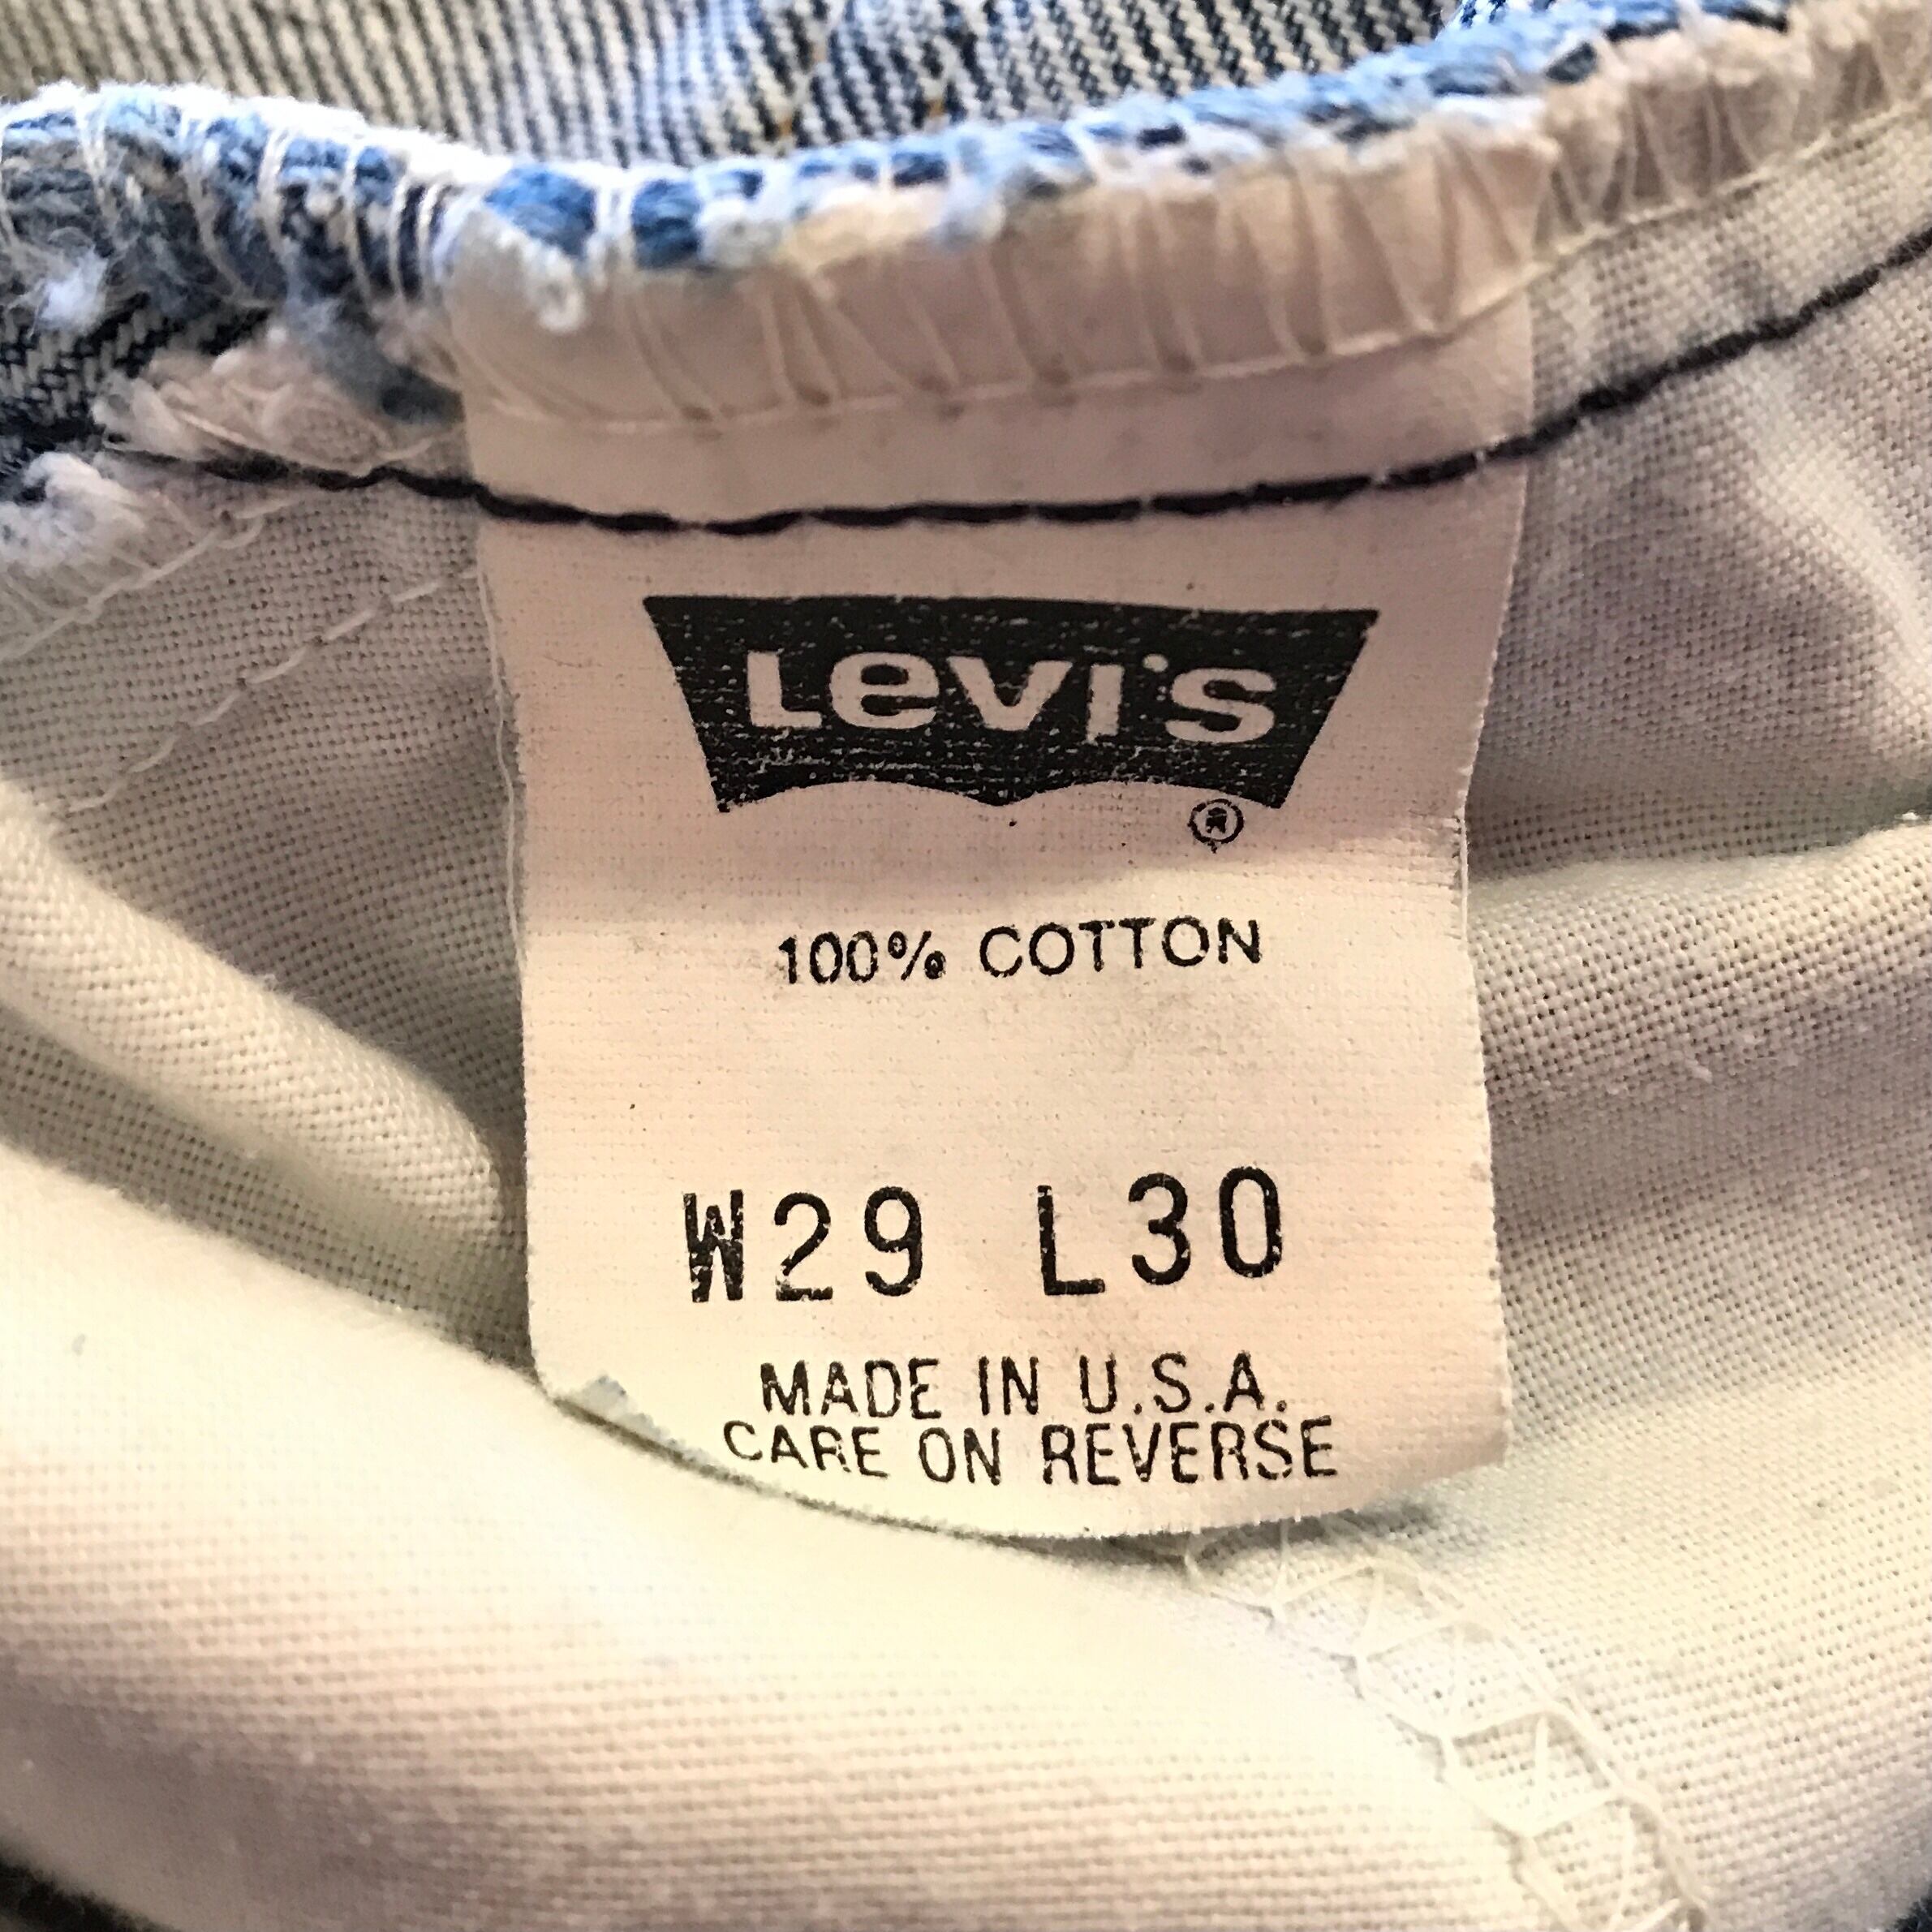 Levi's
®
100% COTTON
W29 L30
MADE IN U.S.A.
CARE ON REVERSE